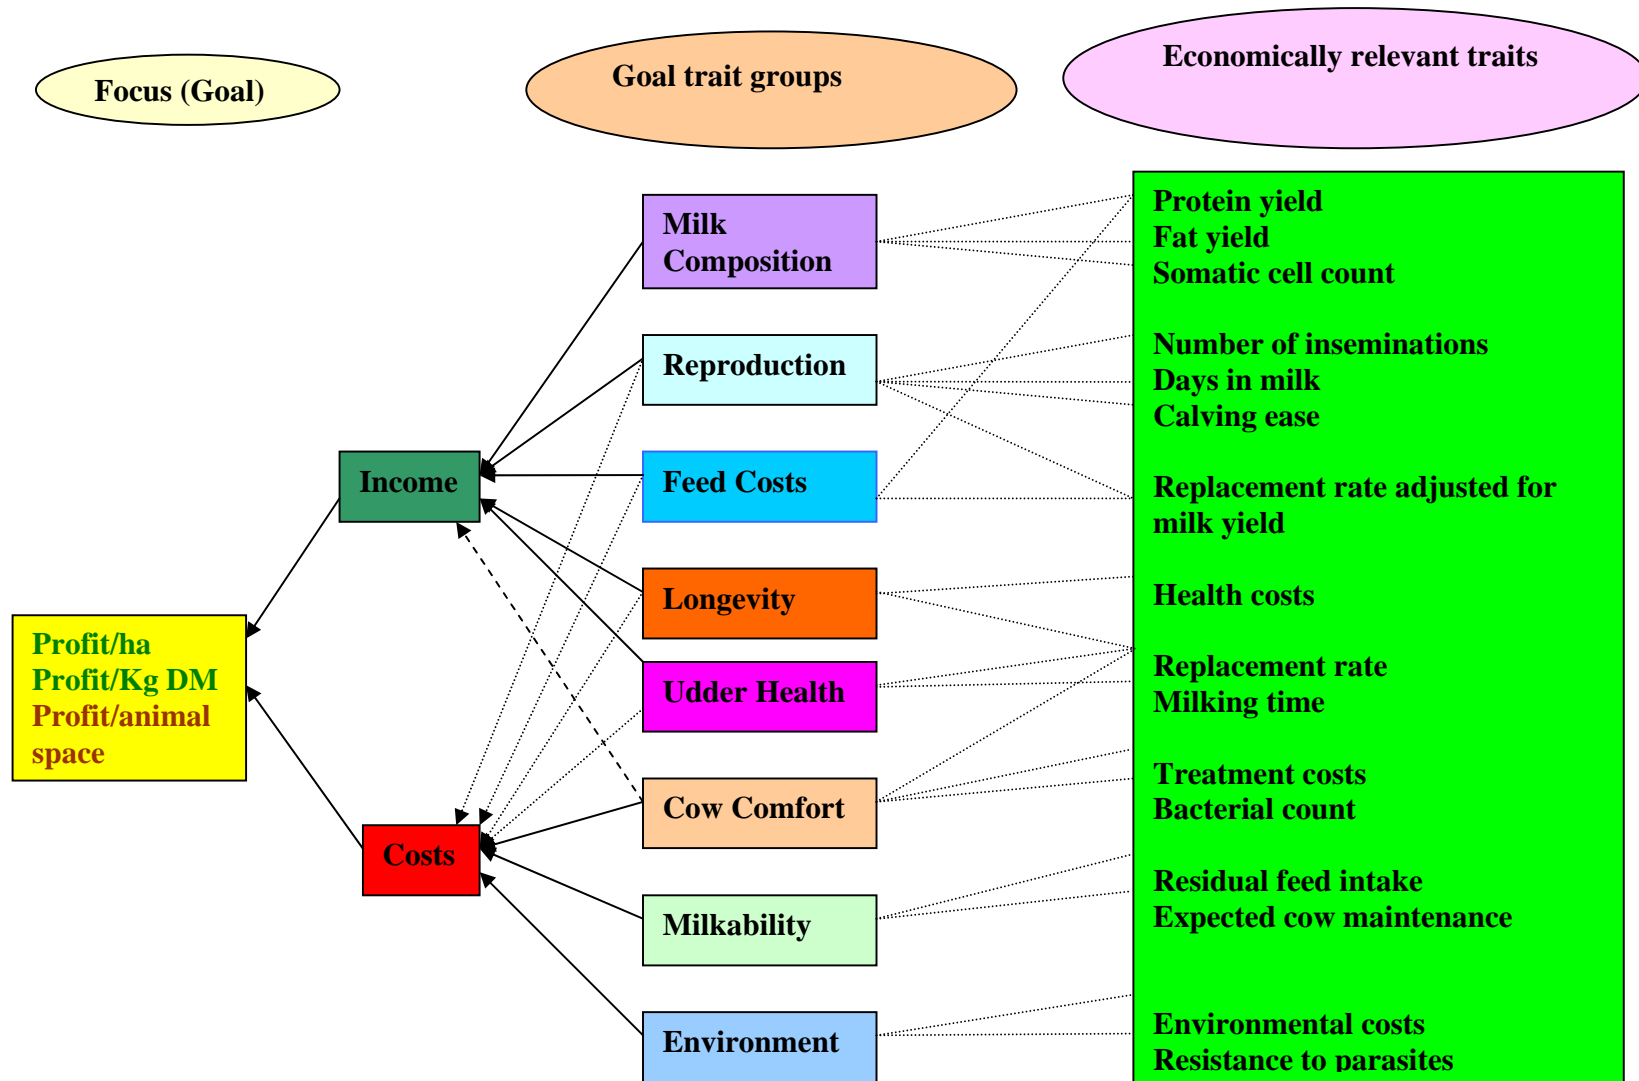 Focus (Goal)
Goal trait groups
Economically relevant traits
Milk
Composition
Reproduction
Feed Costs
Longevity
Udder Health
Cow Comfort
Milkability
Environment
Income
Costs
Profit/ha
Profit/Kg DM
Profit/animal
space
Protein yield
Fat yield
Somatic cell count
Number of inseminations
Days in milk
Calving ease
Replacement rate adjusted for
milk yield
Health costs
Replacement rate
Milking time
Treatment costs
Bacterial count
Residual feed intake
Expected cow maintenance
Environmental costs
Resistance to parasites